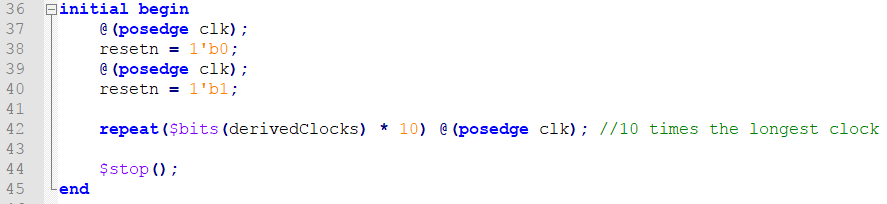 36 initial begin
37 @(posedge clk);
38 resetn = 1'b0;
39 @(posedge clk);
40 resetn = 1'b1;
41
42 repeat($bits(derivedClocks) * 10) @(posedge clk); //10 times the longest clock
43
44 $stop();
45 end